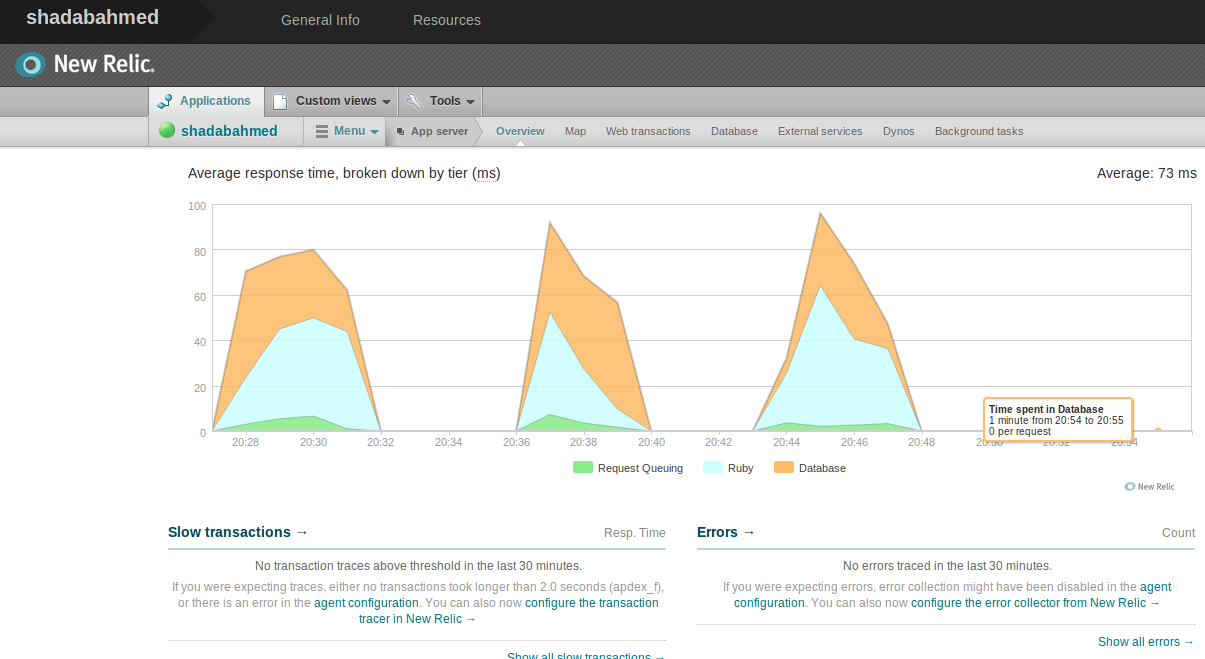 shadabahmed General Info Resources
New Relic.
Applications Custom views Tools
shadabahmed Menu App server Overview Map Web transactions Database External services Dynos Background tasks
Average response time, broken down by tier (ms) Average: 73 ms
100
80
60
40
20
0
Time spent in Database
1 minute from 20:54 to 20:55
0 per request
20:28 20:30 20:32 20:34 20:36 20:38 20:40 20:42 20:44 20:46 20:48 20:50 20:52 20:54
Request Queuing Ruby Database
New Relic
Slow transactions → Resp. Time
No transaction traces above threshold in the last 30 minutes.
If you were expecting traces, either no transactions took longer than 2.0 seconds (apdex_f),
or there is an error in the agent configuration. You can also now configure the transaction
tracer in New Relic →
Show all slow transactions →
Errors → Count
No errors traced in the last 30 minutes.
If you were expecting errors, error collection might have been disabled in the agent
configuration. You can also now configure the error collector from New Relic →
Show all errors →